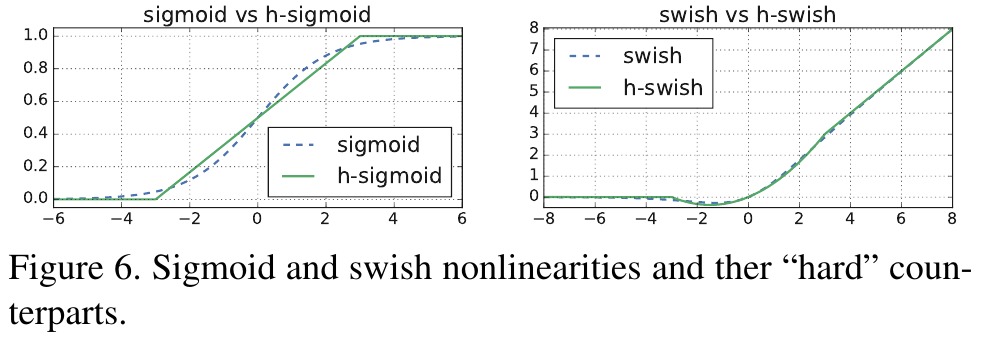 sigmoid vs h-sigmoid
1.0
0.8
0.6
0.4
0.2
0.0
−6 −4 −2 0 2 4 6
sigmoid
h-sigmoid
swish vs h-swish
8
7
6
5
4
3
2
1
0
−8 −6 −4 −2 0 2 4 6 8
swish
h-swish
Figure 6. Sigmoid and swish nonlinearities and ther “hard” coun-
terparts.